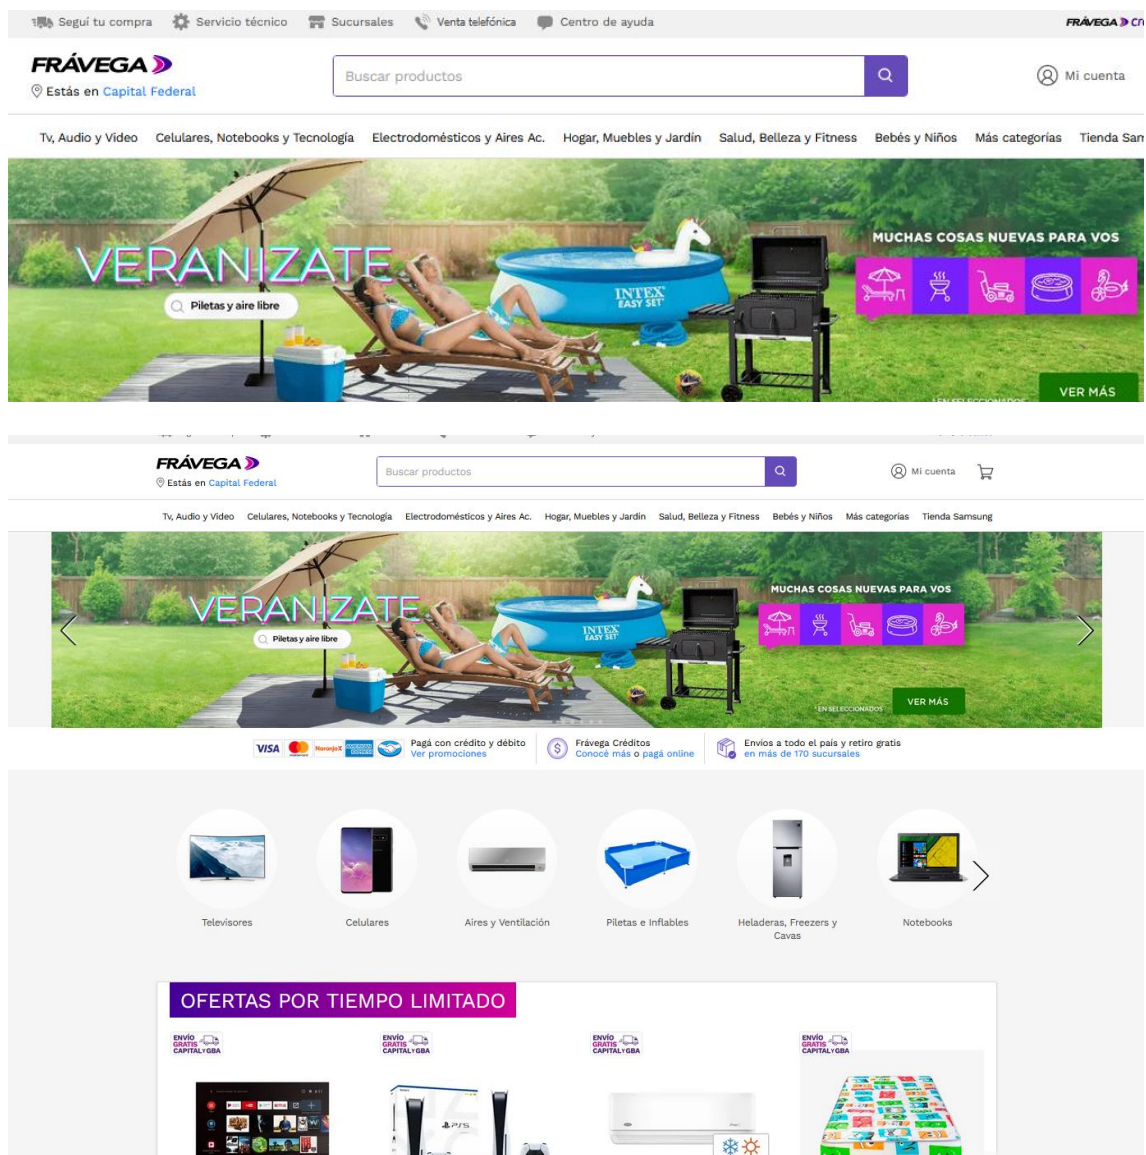 Seguí tu compra Servicio técnico Sucursales Venta telefónica Centro de ayuda FRÁVEGA
FRÁVEGA
Estás en Capital Federal
Buscar productos
Mi cuenta
Tv, Audio y Video Celulares, Notebooks y Tecnología Electrodomésticos y Aires Ac. Hogar, Muebles y Jardín Salud, Belleza y Fitness Bebés y Niños Más categorías Tienda Sam
VERANIZATE
Piletas y aire libre
INTEX
EASY SET
MUCHAS COSAS NUEVAS PARA VOS
VER MÁS
FRÁVEGA
Estás en Capital Federal
Buscar productos
Mi cuenta
Tv, Audio y Video Celulares, Notebooks y Tecnología Electrodomésticos y Aires Ac. Hogar, Muebles y Jardín Salud, Belleza y Fitness Bebés y Niños Más categorías Tienda Samsung
VERANIZATE
Piletas y aire libre
INTEX
EASY SET
MUCHAS COSAS NUEVAS PARA VOS
*EN SELECCIONADOS
VER MÁS
VISA NaranjaX AMERICAN EXPRESS
Pagá con crédito y débito
Ver promociones
Frávega Créditos
Conocé más o pagá online
Envíos a todo el país y retiro gratis
en más de 170 sucursales
Televisores
Celulares
Aires y Ventilación
Piletas e Inflables
Heladeras, Freezers y
Cavas
Notebooks
OFERTAS POR TIEMPO LIMITADO
ENVÍO
GRATIS
CAPITAL Y GBA
ENVÍO
GRATIS
CAPITAL Y GBA
ENVÍO
GRATIS
CAPITAL Y GBA
ENVÍO
GRATIS
CAPITAL Y GBA
PS5